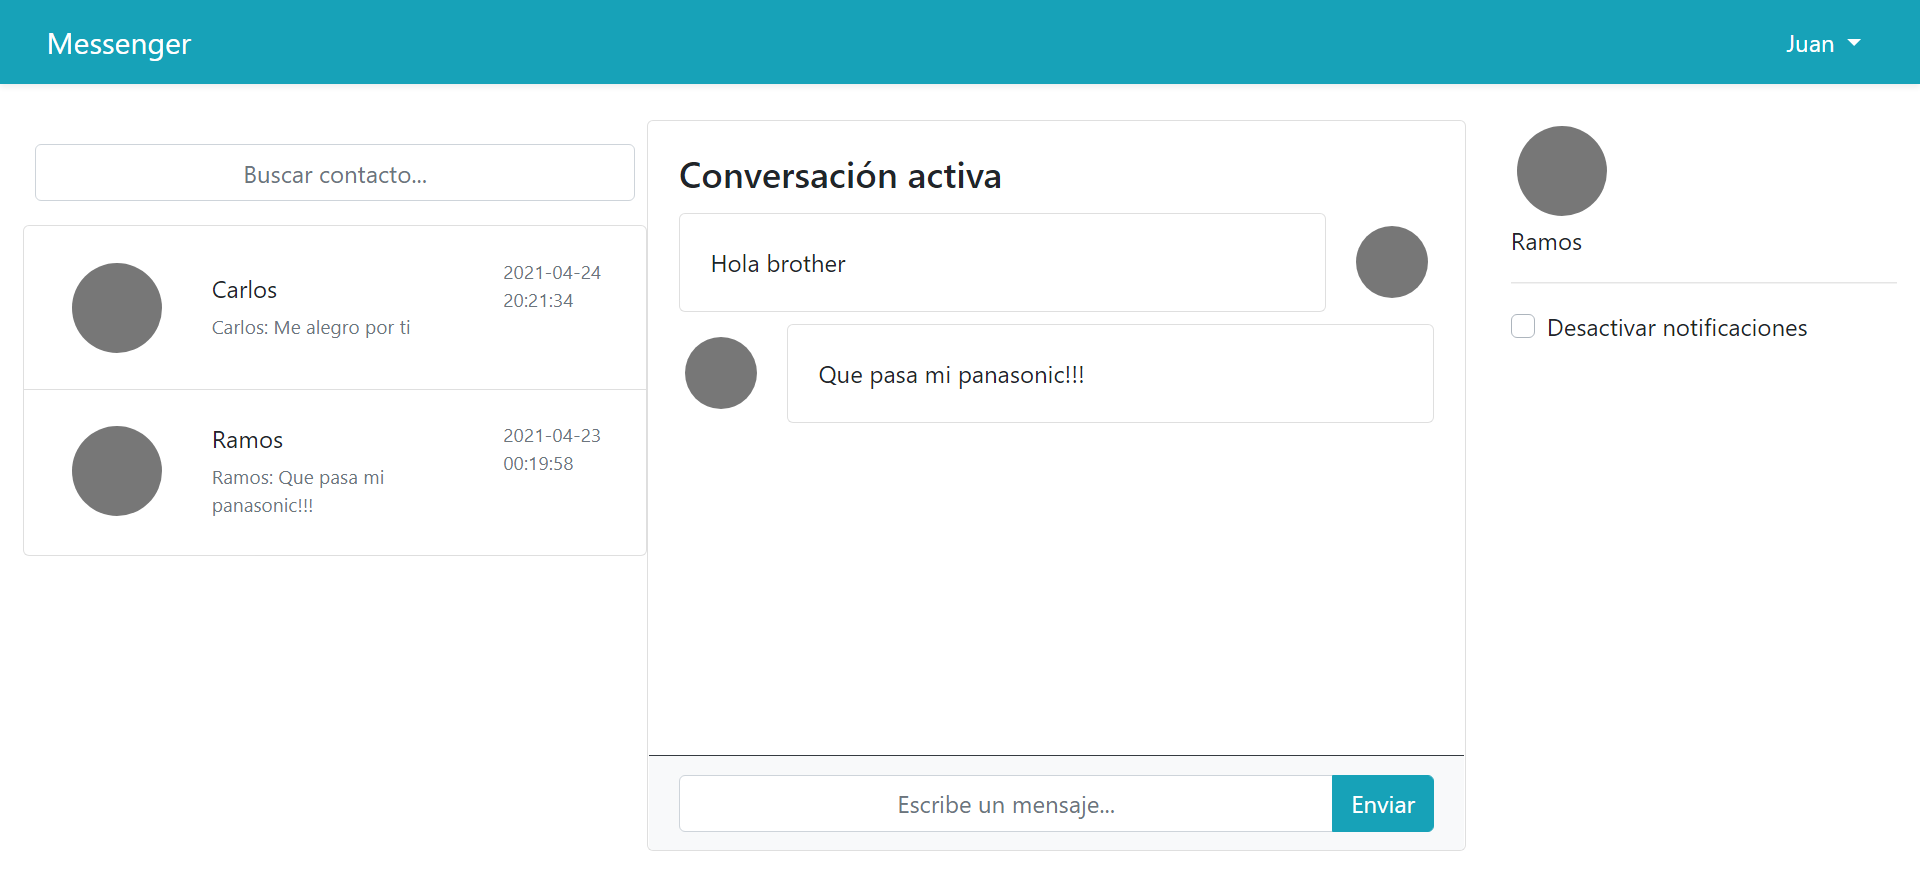 Messenger
Juan
Buscar contacto...
Carlos
Carlos: Me alegro por ti
2021-04-24
20:21:34
Ramos
Ramos: Que pasa mi
panasonic!!!
2021-04-23
00:19:58
Conversación activa
Hola brother
Que pasa mi panasonic!!!
Escribe un mensaje...
Enviar
Ramos
Desactivar notificaciones